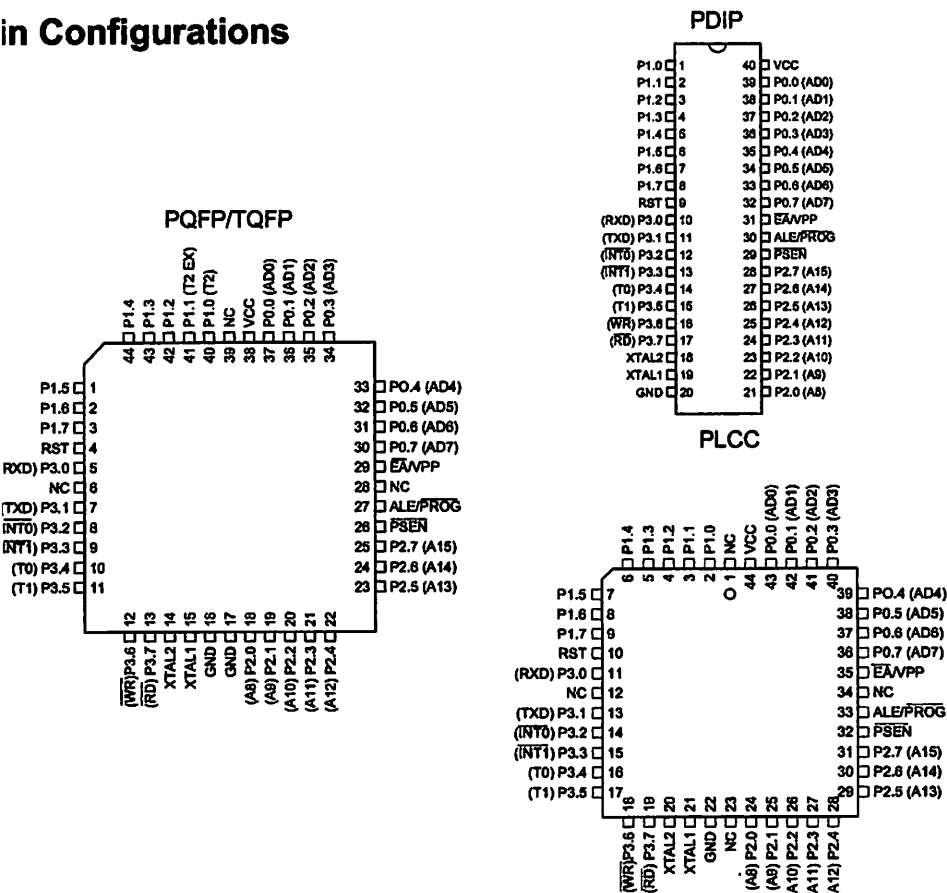 in Configurations
PDIP
P1.0 1 40 VCC
P1.1 2 39 P0.0 (AD0)
P1.2 3 38 P0.1 (AD1)
P1.3 4 37 P0.2 (AD2)
P1.4 5 36 P0.3 (AD3)
P1.5 6 35 P0.4 (AD4)
P1.6 7 34 P0.5 (AD5)
P1.7 8 33 P0.6 (AD6)
RST 9 32 P0.7 (AD7)
(RXD) P3.0 10 31 EA/VPP
(TXD) P3.1 11 30 ALE/PROG
(INT0) P3.2 12 29 PSEN
(INT1) P3.3 13 28 P2.7 (A15)
(T0) P3.4 14 27 P2.6 (A14)
(T1) P3.5 15 26 P2.5 (A13)
(WR) P3.6 16 25 P2.4 (A12)
(RD) P3.7 17 24 P2.3 (A11)
XTAL2 18 23 P2.2 (A10)
XTAL1 19 22 P2.1 (A9)
GND 20 21 P2.0 (A8)
PQFP/TQFP
P1.4 P1.3 P1.2 P1.1 (T2 EX) P1.0 (T2) NC VCC P0.0 (AD0) P0.1 (AD1) P0.2 (AD2) P0.3 (AD3)
44 43 42 41 40 39 38 37 36 35 34
P1.5 1 33 PO.4 (AD4)
P1.6 2 32 P0.5 (AD5)
P1.7 3 31 P0.6 (AD6)
RST 4 30 P0.7 (AD7)
RXD) P3.0 5 29 EA/VPP
NC 6 28 NC
(TXD) P3.1 7 27 ALE/PROG
INT0) P3.2 8 26 PSEN
INT1) P3.3 9 25 P2.7 (A15)
(T0) P3.4 10 24 P2.6 (A14)
(T1) P3.5 11 23 P2.5 (A13)
12 13 14 15 16 17 18 19 20 21 22
(WR)P3.6 (RD) P3.7 XTAL2 XTAL1 GND GND (A8) P2.0 (A9) P2.1 (A10) P2.2 (A11) P2.3 (A12) P2.4
PLCC
P1.4 P1.3 P1.2 P1.1 P1.0 NC VCC P0.0 (AD0) P0.1 (AD1) P0.2 (AD2) P0.3 (AD3)
6 5 4 3 2 1 44 43 42 41 40
P1.5 7 39 PO.4 (AD4)
P1.6 8 38 P0.5 (AD5)
P1.7 9 37 P0.6 (AD6)
RST 10 36 P0.7 (AD7)
(RXD) P3.0 11 35 EA/VPP
NC 12 34 NC
(TXD) P3.1 13 33 ALE/PROG
(INT0) P3.2 14 32 PSEN
(INT1) P3.3 15 31 P2.7 (A15)
(T0) P3.4 16 30 P2.6 (A14)
(T1) P3.5 17 29 P2.5 (A13)
18 19 20 21 22 23 24 25 26 27 28
(WR)P3.6 (RD) P3.7 XTAL2 XTAL1 GND NC (A8) P2.0 (A9) P2.1 A10) P2.2 A11) P2.3 A12) P2.4